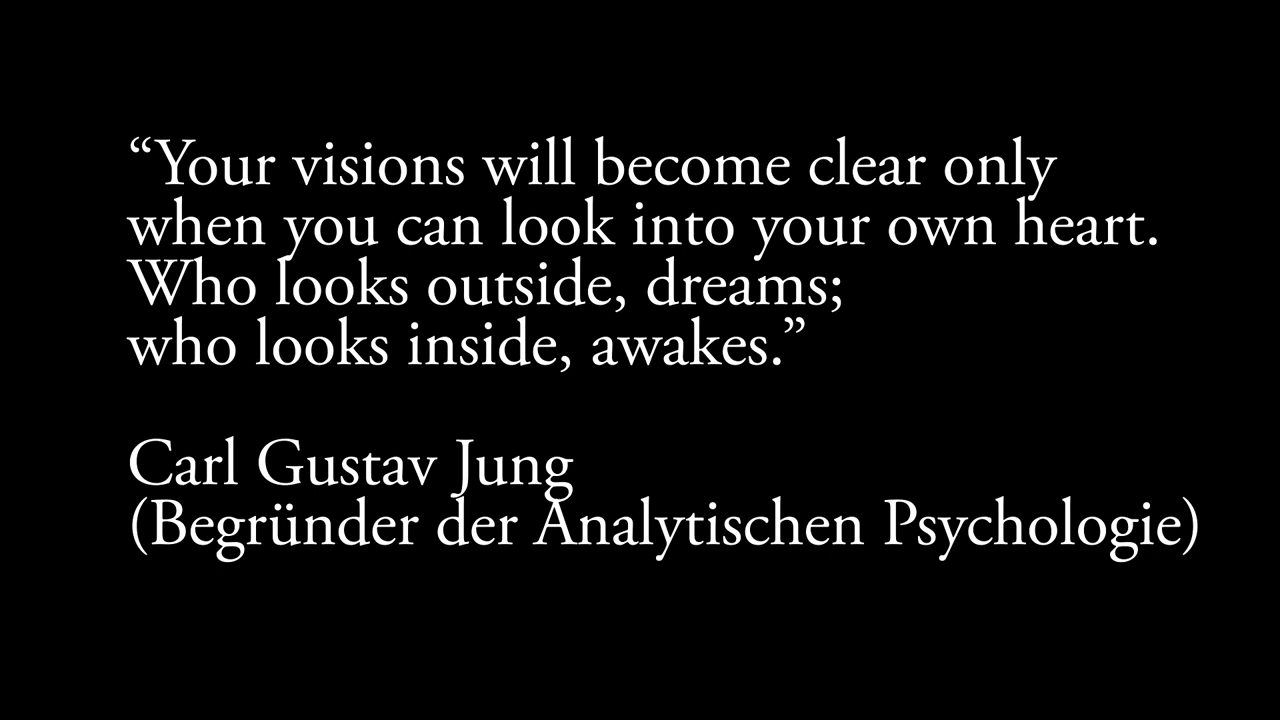 “Your visions will become clear only
when you can look into your own heart.
Who looks outside, dreams;
who looks inside, awakes.”
Carl Gustav Jung
(Begründer der Analytischen Psychologie)